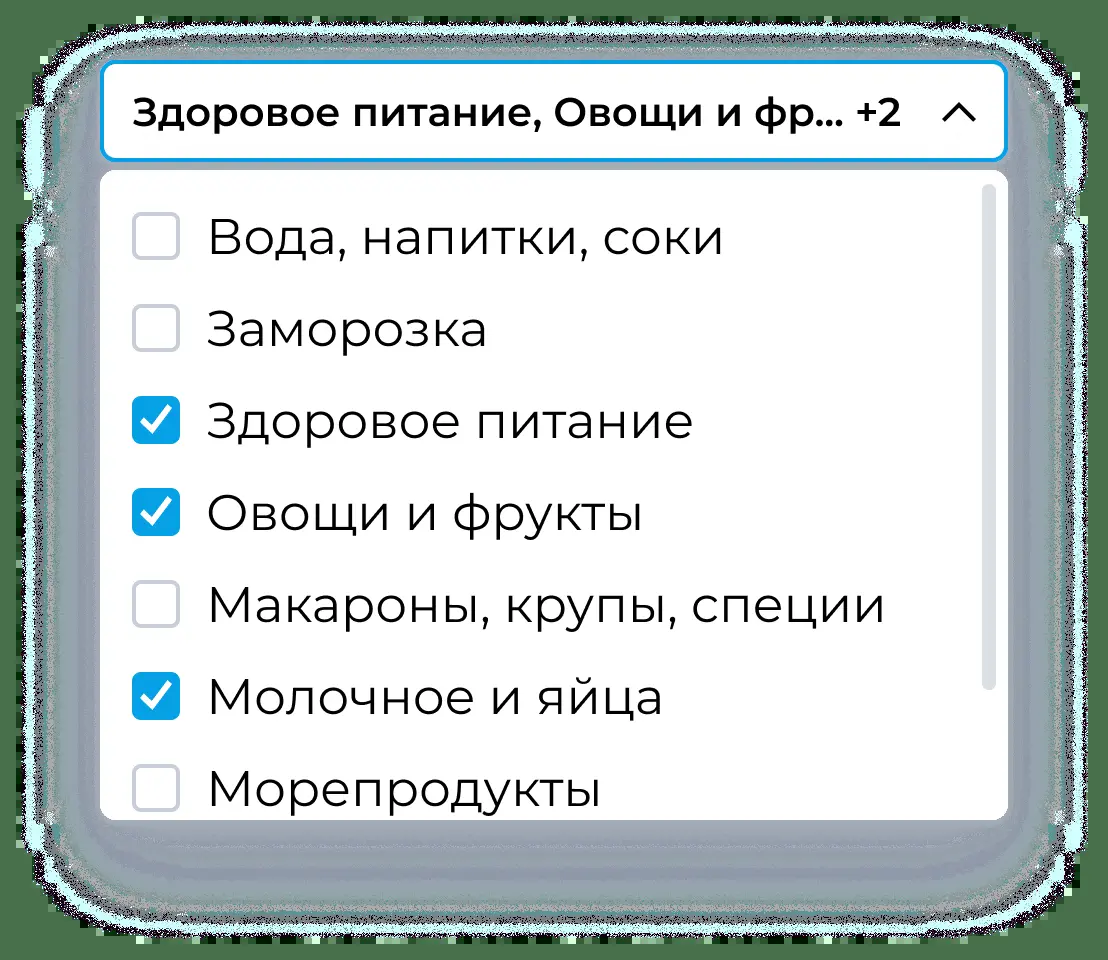 Здоровое питание, Овощи и фр... +2
Вода, напитки, соки
Заморозка
Здоровое питание
Овощи и фрукты
Макароны, крупы, специи
Молочное и яйца
Морепродукты